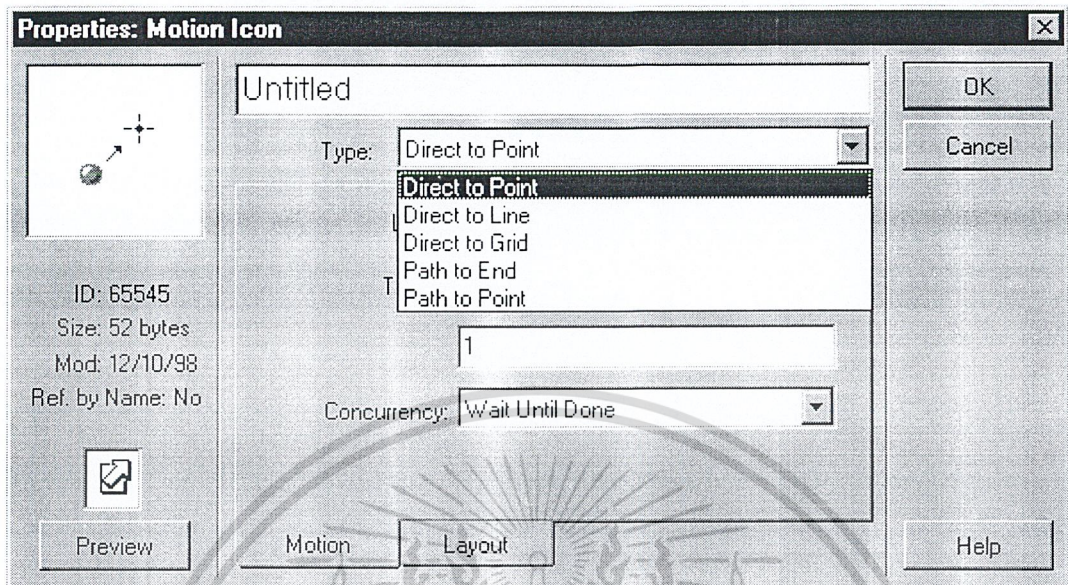 Properties: Motion Icon
Untitled
OK
Type: Direct to Point
Cancel
Direct to Point
Direct to Line
Direct to Grid
Path to End
Path to Point
ID: 65545
Size: 52 bytes
Mod: 12/10/98
Ref. by Name: No
1
Concurrency: Wait Until Done
Preview
Motion
Layout
Help